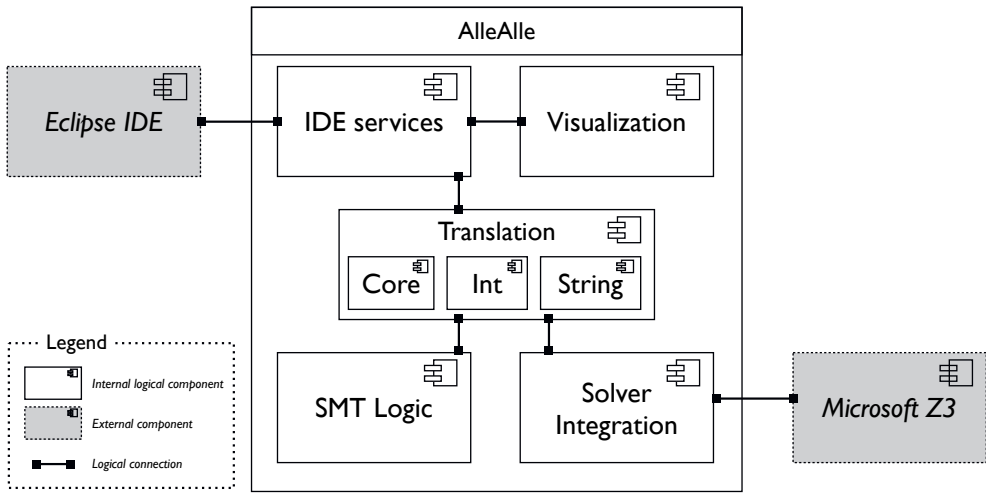 AlleAlle
Eclipse IDE
IDE services
Visualization
Translation
Core
Int
String
SMT Logic
Solver
Integration
Microsoft Z3
Legend
Internal logical component
External component
Logical connection